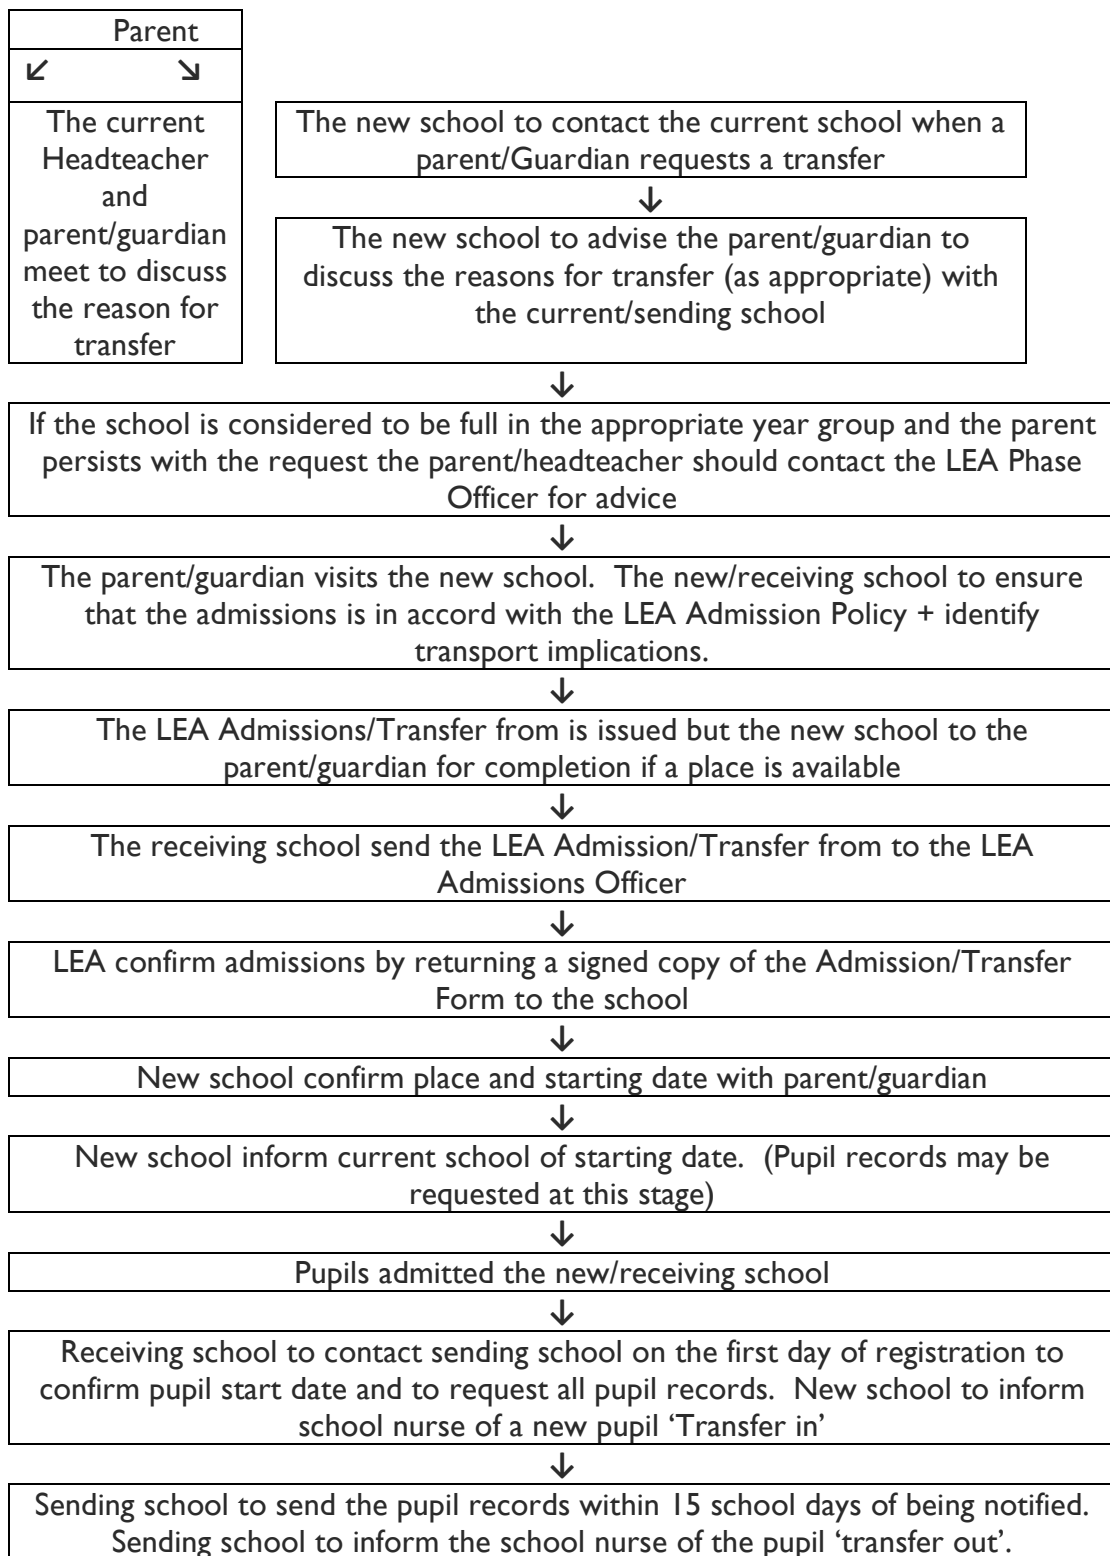 Parent
↙ ↘
The current
Headteacher
and
parent/guardian
meet to discuss
the reason for
transfer
The new school to contact the current school when a
parent/Guardian requests a transfer
↓
The new school to advise the parent/guardian to
discuss the reasons for transfer (as appropriate) with
the current/sending school
↓
If the school is considered to be full in the appropriate year group and the parent
persists with the request the parent/headteacher should contact the LEA Phase
Officer for advice
↓
The parent/guardian visits the new school. The new/receiving school to ensure
that the admissions is in accord with the LEA Admission Policy + identify
transport implications.
↓
The LEA Admissions/Transfer from is issued but the new school to the
parent/guardian for completion if a place is available
↓
The receiving school send the LEA Admission/Transfer from to the LEA
Admissions Officer
↓
LEA confirm admissions by returning a signed copy of the Admission/Transfer
Form to the school
↓
New school confirm place and starting date with parent/guardian
↓
New school inform current school of starting date. (Pupil records may be
requested at this stage)
↓
Pupils admitted the new/receiving school
↓
Receiving school to contact sending school on the first day of registration to
confirm pupil start date and to request all pupil records. New school to inform
school nurse of a new pupil ‘Transfer in’
↓
Sending school to send the pupil records within 15 school days of being notified.
Sending school to inform the school nurse of the pupil ‘transfer out’.